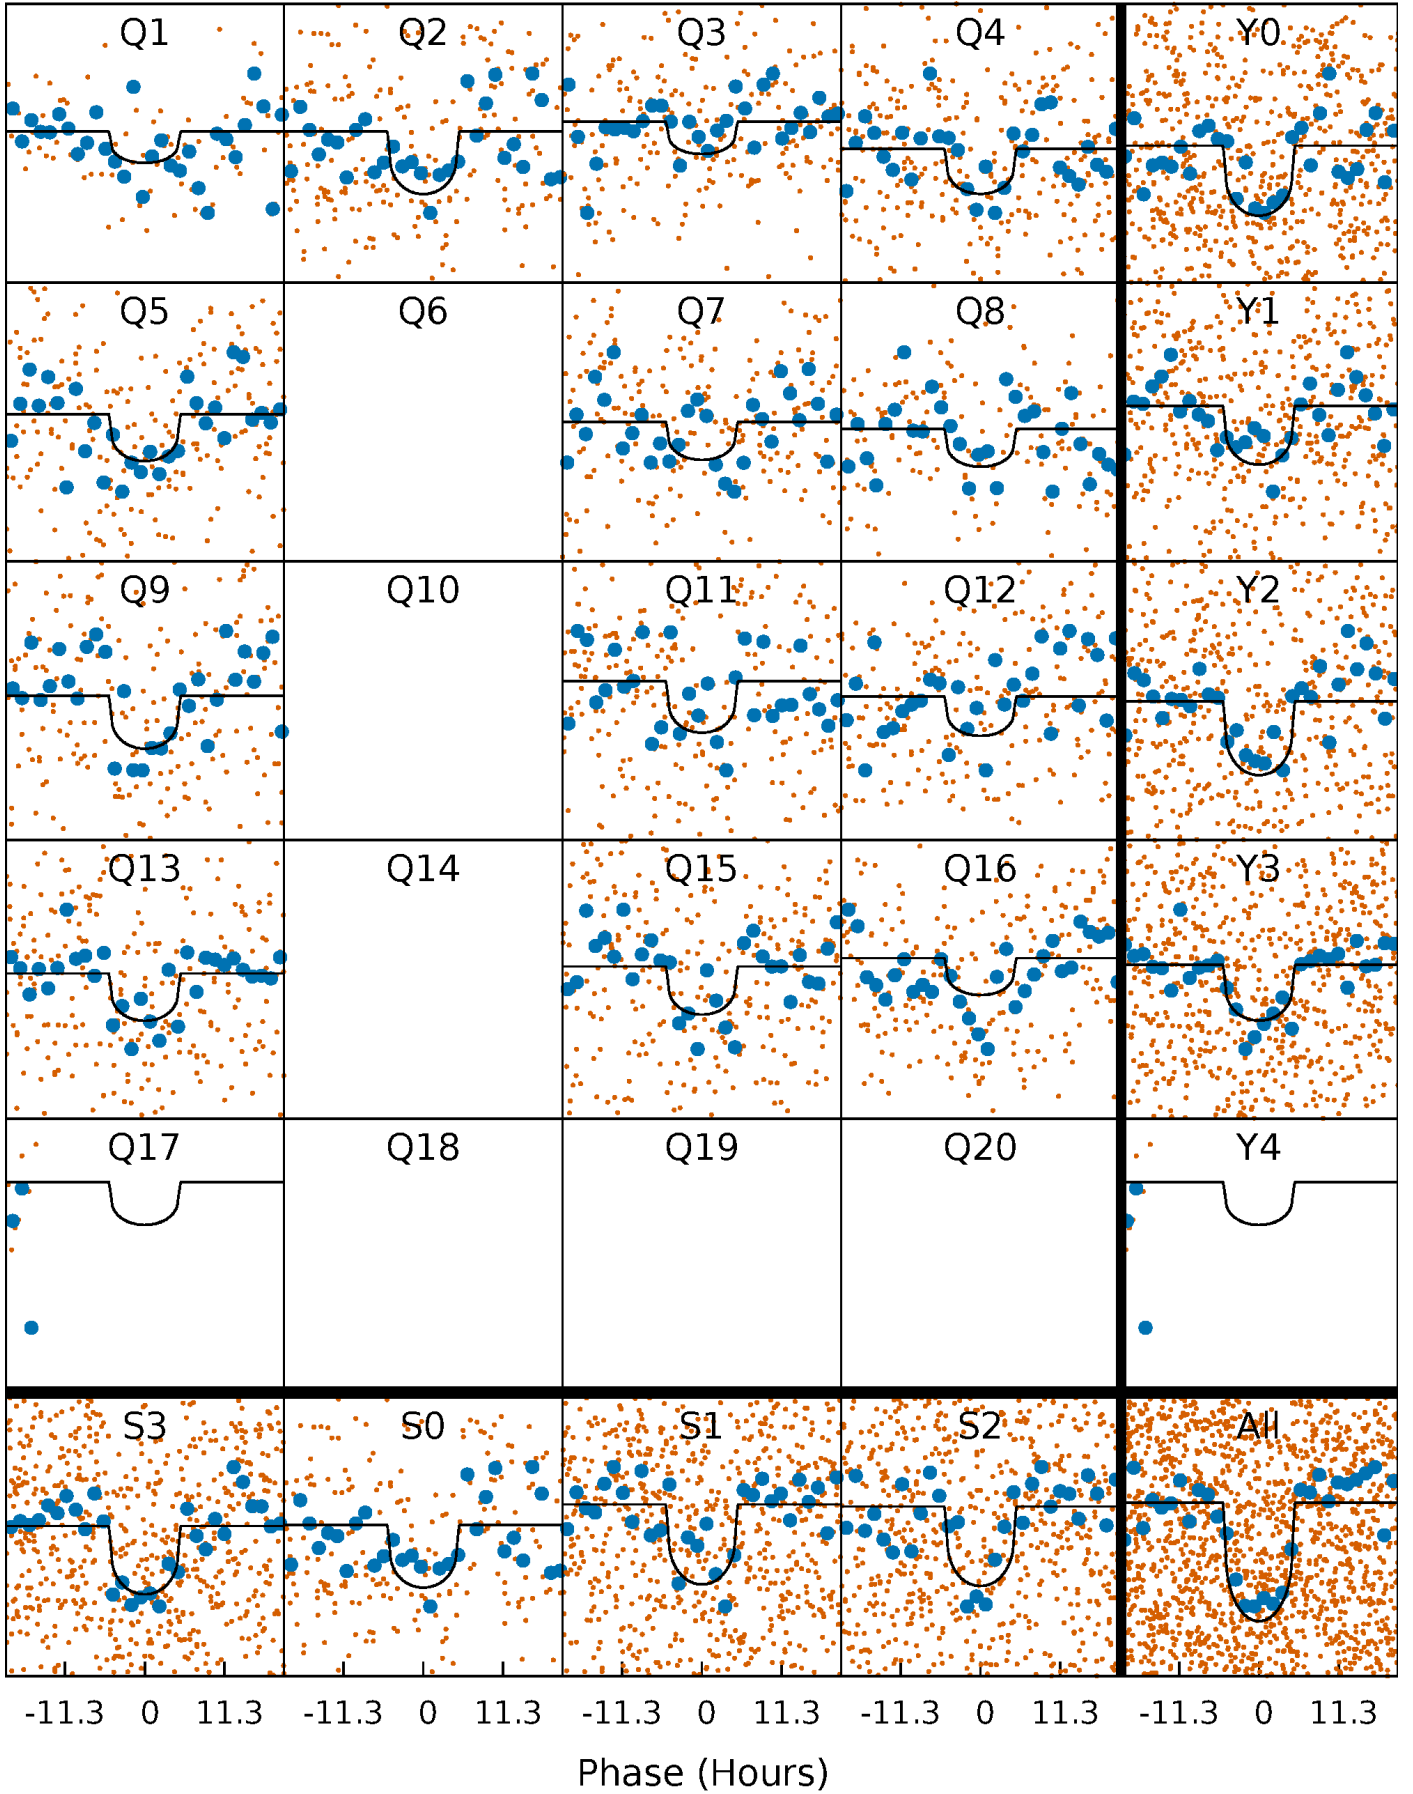 Q1 Q2 Q3 Q4 Y0
Q5 Q6 Q7 Q8 Y1
Q9 Q10 Q11 Q12 Y2
Q13 Q14 Q15 Q16 Y3
Q17 Q18 Q19 Q20 Y4
S3 S0 S1 S2 All
-11.3 0 11.3 -11.3 0 11.3 -11.3 0 11.3 -11.3 0 11.3 -11.3 0 11.3
Phase (Hours)